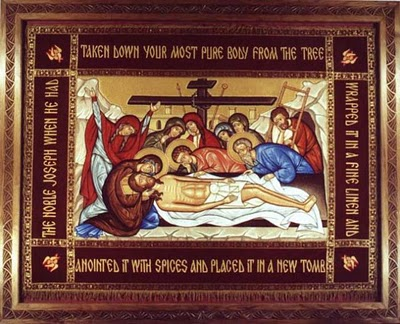 THE NOBLE JOSEPH WHEN HE HAD
TAKEN DOWN YOUR MOST PURE BODY FROM THE TREE
WRAPPED IT IN A FINE LINEN AND
ANOINTED IT WITH SPICES AND PLACED IT IN A NEW TOMB